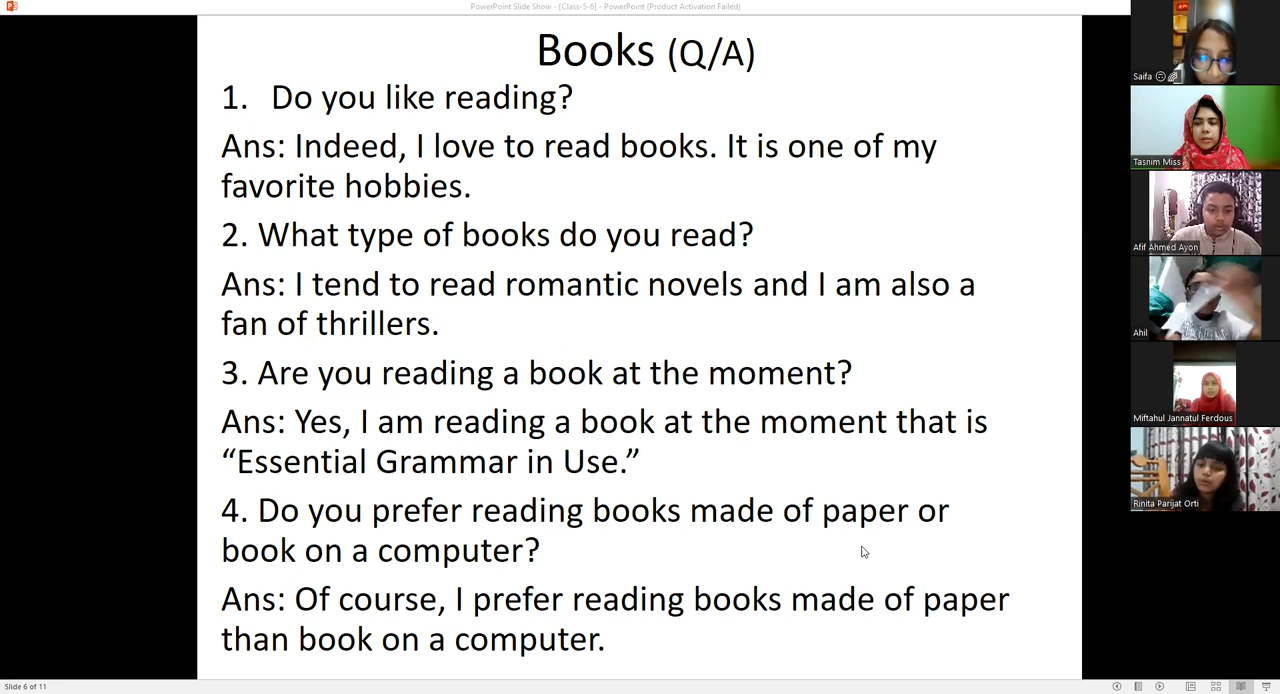 PowerPoint Slide Show - [Class-5-6] - PowerPoint (Product Activation Failed)
Books (Q/A)
1. Do you like reading?
Ans: Indeed, I love to read books. It is one of my
favorite hobbies.
2. What type of books do you read?
Ans: I tend to read romantic novels and I am also a
fan of thrillers.
3. Are you reading a book at the moment?
Ans: Yes, I am reading a book at the moment that is
“Essential Grammar in Use.”
4. Do you prefer reading books made of paper or
book on a computer?
Ans: Of course, I prefer reading books made of paper
than book on a computer.
Saifa
Tasnim Miss
Afif Ahmed Ayon
Ahil
Miftahul Jannatul Ferdous
Rinita Parijat Orti
Slide 6 of 11